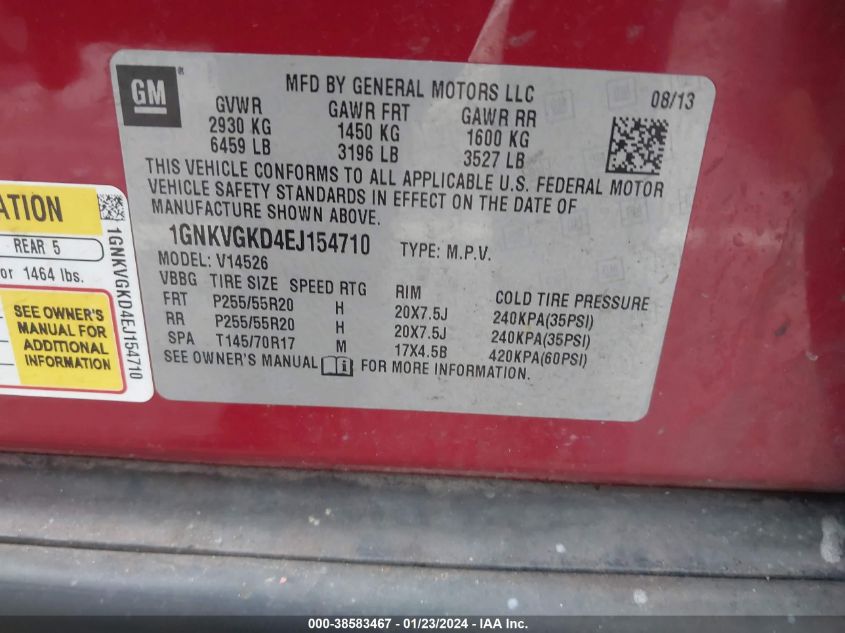 GM
MFD BY GENERAL MOTORS LLC
08/13
GVWR GAWR FRT GAWR RR
2930 KG 1450 KG 1600 KG
6459 LB 3196 LB 3527 LB
THIS VEHICLE CONFORMS TO ALL APPLICABLE U.S. FEDERAL MOTOR
VEHICLE SAFETY STANDARDS IN EFFECT ON THE DATE OF
MANUFACTURE SHOWN ABOVE.
1GNKVGKD4EJ154710 TYPE: M.P.V.
MODEL: V14526
VBBG TIRE SIZE SPEED RTG RIM COLD TIRE PRESSURE
FRT P255/55R20 H 20X7.5J 240KPA(35PSI)
RR P255/55R20 H 20X7.5J 240KPA(35PSI)
SPA T145/70R17 M 17X4.5B 420KPA(60PSI)
SEE OWNER'S MANUAL FOR MORE INFORMATION.
ATION
REAR 5
or 1464 lbs.
SEE OWNER'S
MANUAL FOR
ADDITIONAL
INFORMATION
1GNKVGKD4EJ154710
000-38583467 - 01/23/2024 - IAA Inc.